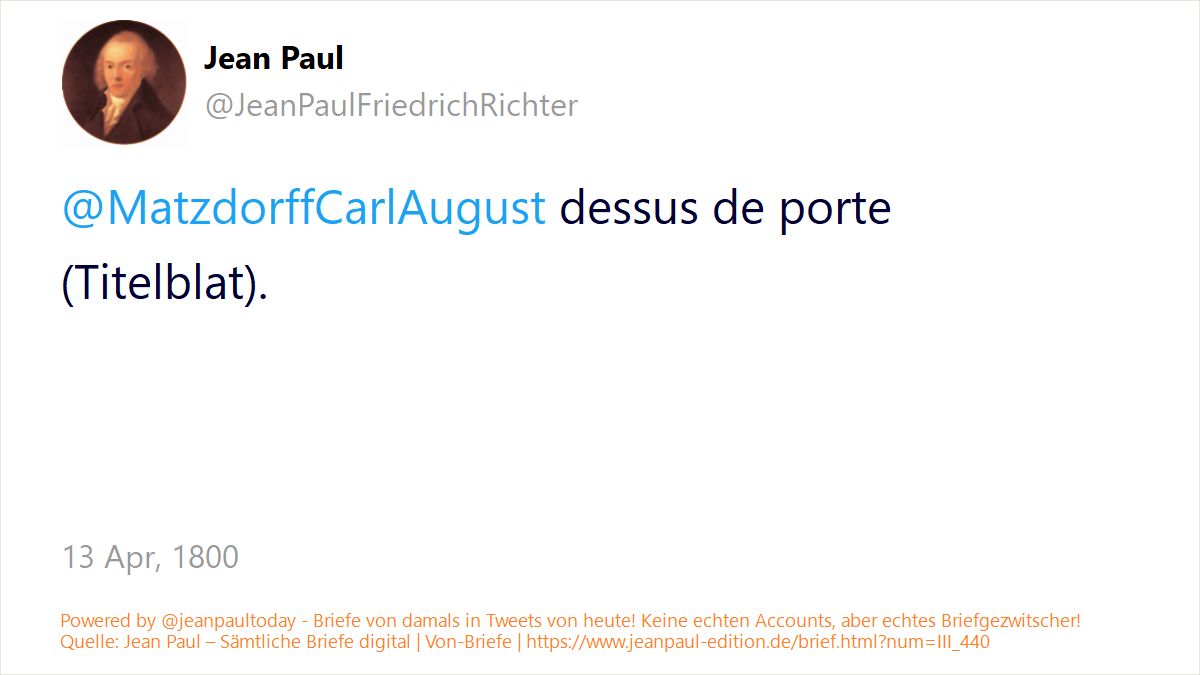 Jean Paul
@JeanPaulFriedrichRichter
@MatzdorffCarlAugust dessus de porte
(Titelblat).
13 Apr, 1800
Powered by @jeanpaultoday - Briefe von damals in Tweets von heute! Keine echten Accounts, aber echtes Briefgezwitscher!
Quelle: Jean Paul – Sämtliche Briefe digital | Von-Briefe | https://www.jeanpaul-edition.de/brief.html?num=III_440